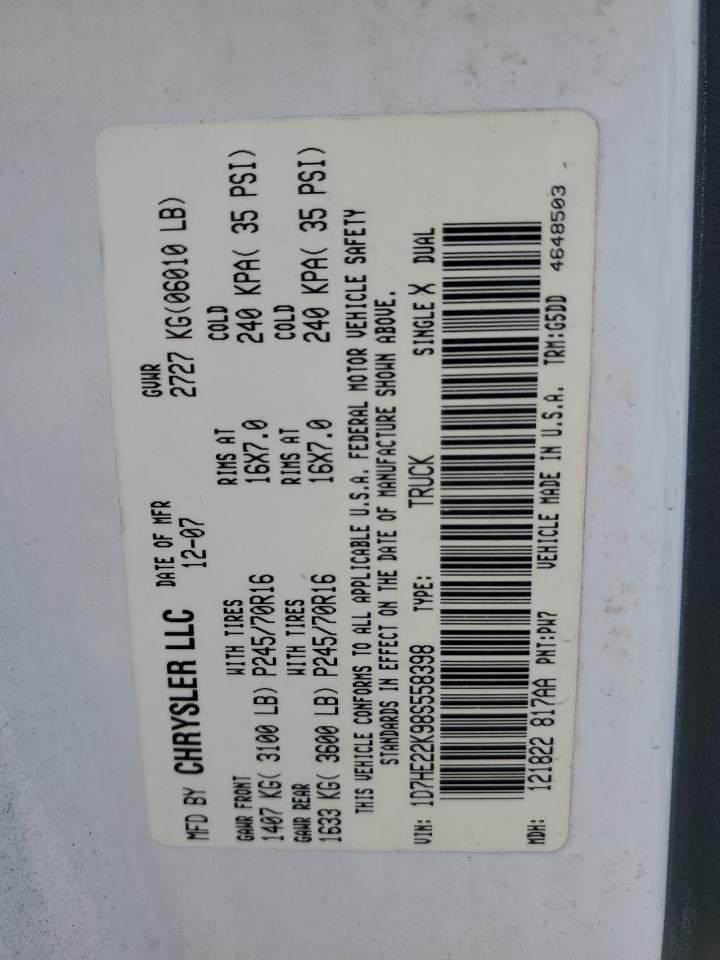 MFD BY CHRYSLER LLC DATE OF MFR 12-07 GVWR 2727 KG(06010 LB)
GAWR FRONT WITH TIRES RIMS AT COLD
1407 KG( 3100 LB) P245/70R16 16X7.0 240 KPA( 35 PSI)
GAWR REAR WITH TIRES RIMS AT COLD
1633 KG( 3600 LB) P245/70R16 16X7.0 240 KPA( 35 PSI)
THIS VEHICLE CONFORMS TO ALL APPLICABLE U.S.A. FEDERAL MOTOR VEHICLE SAFETY
STANDARDS IN EFFECT ON THE DATE OF MANUFACTURE SHOWN ABOVE.
VIN: 1D7HE22K98S558398 TYPE: TRUCK SINGLE X DUAL
MDH: 121822 817AA PNT:PW7 VEHICLE MADE IN U.S.A. TRM:G5DD 4648503